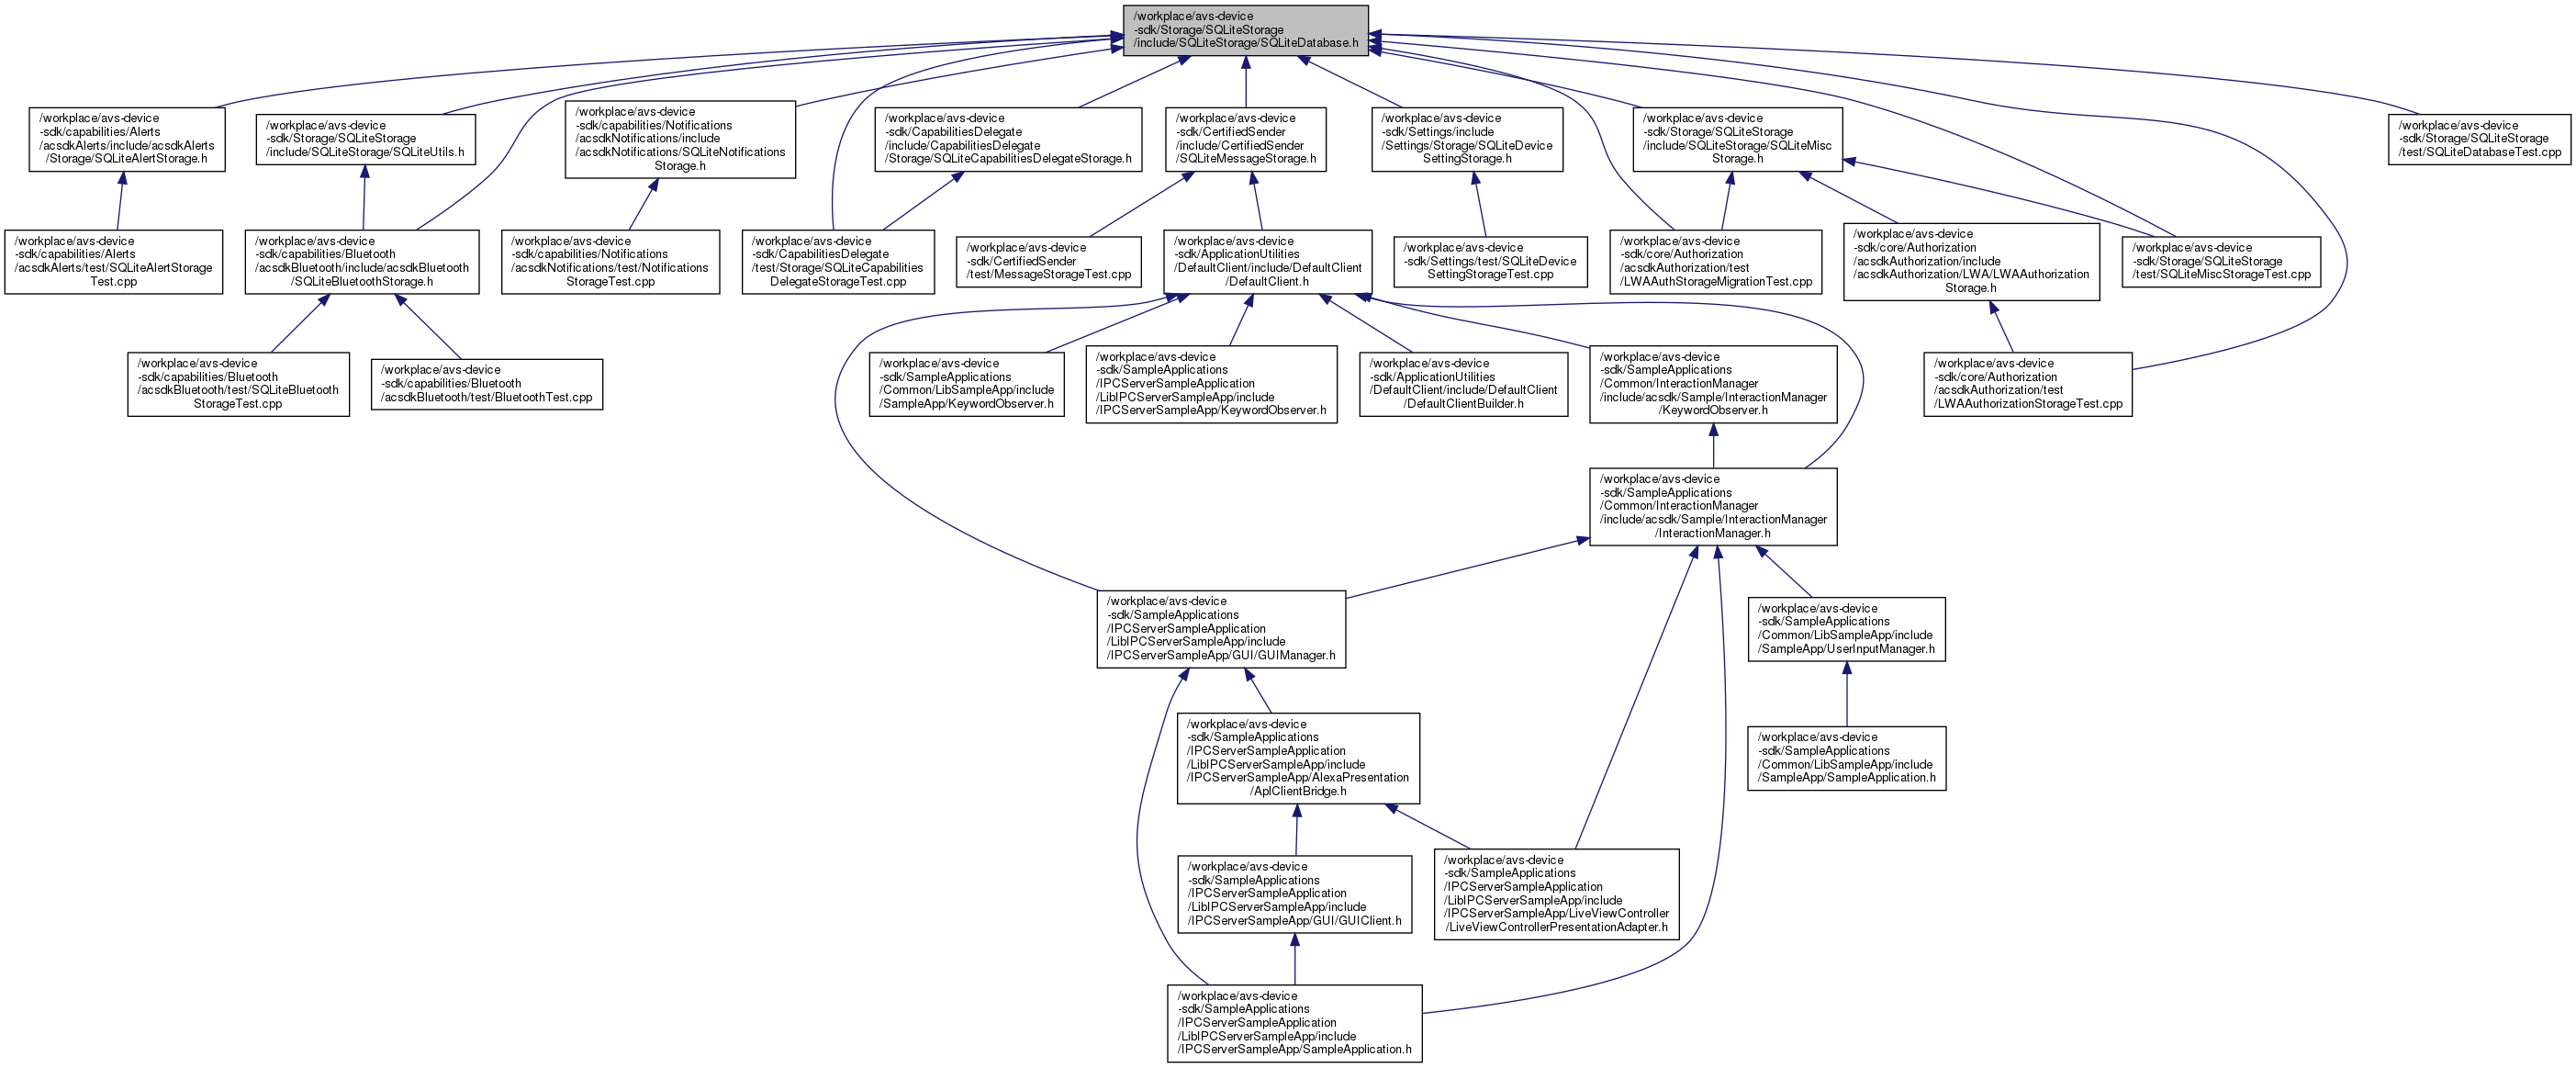 /workplace/avs-device
-sdk/Storage/SQLiteStorage
/include/SQLiteStorage/SQLiteDatabase.h
/workplace/avs-device
-sdk/capabilities/Alerts
/acsdkAlerts/include/acsdkAlerts
/Storage/SQLiteAlertStorage.h
/workplace/avs-device
-sdk/Storage/SQLiteStorage
/include/SQLiteStorage/SQLiteUtils.h
/workplace/avs-device
-sdk/capabilities/Notifications
/acsdkNotifications/include
/acsdkNotifications/SQLiteNotifications
Storage.h
/workplace/avs-device
-sdk/CapabilitiesDelegate
/include/CapabilitiesDelegate
/Storage/SQLiteCapabilitiesDelegateStorage.h
/workplace/avs-device
-sdk/CertifiedSender
/include/CertifiedSender
/SQLiteMessageStorage.h
/workplace/avs-device
-sdk/Settings/include
/Settings/Storage/SQLiteDevice
SettingStorage.h
/workplace/avs-device
-sdk/Storage/SQLiteStorage
/include/SQLiteStorage/SQLiteMisc
Storage.h
/workplace/avs-device
-sdk/Storage/SQLiteStorage
/test/SQLiteDatabaseTest.cpp
/workplace/avs-device
-sdk/capabilities/Alerts
/acsdkAlerts/test/SQLiteAlertStorage
Test.cpp
/workplace/avs-device
-sdk/capabilities/Bluetooth
/acsdkBluetooth/include/acsdkBluetooth
/SQLiteBluetoothStorage.h
/workplace/avs-device
-sdk/capabilities/Notifications
/acsdkNotifications/test/Notifications
StorageTest.cpp
/workplace/avs-device
-sdk/CapabilitiesDelegate
/test/Storage/SQLiteCapabilities
DelegateStorageTest.cpp
/workplace/avs-device
-sdk/CertifiedSender
/test/MessageStorageTest.cpp
/workplace/avs-device
-sdk/ApplicationUtilities
/DefaultClient/include/DefaultClient
/DefaultClient.h
/workplace/avs-device
-sdk/Settings/test/SQLiteDevice
SettingStorageTest.cpp
/workplace/avs-device
-sdk/core/Authorization
/acsdkAuthorization/test
/LWAAuthStorageMigrationTest.cpp
/workplace/avs-device
-sdk/core/Authorization
/acsdkAuthorization/include
/acsdkAuthorization/LWA/LWAAuthorization
Storage.h
/workplace/avs-device
-sdk/Storage/SQLiteStorage
/test/SQLiteMiscStorageTest.cpp
/workplace/avs-device
-sdk/capabilities/Bluetooth
/acsdkBluetooth/test/SQLiteBluetooth
StorageTest.cpp
/workplace/avs-device
-sdk/capabilities/Bluetooth
/acsdkBluetooth/test/BluetoothTest.cpp
/workplace/avs-device
-sdk/SampleApplications
/Common/LibSampleApp/include
/SampleApp/KeywordObserver.h
/workplace/avs-device
-sdk/SampleApplications
/IPCServerSampleApplication
/LibIPCServerSampleApp/include
/IPCServerSampleApp/KeywordObserver.h
/workplace/avs-device
-sdk/ApplicationUtilities
/DefaultClient/include/DefaultClient
/DefaultClientBuilder.h
/workplace/avs-device
-sdk/SampleApplications
/Common/InteractionManager
/include/acsdk/Sample/InteractionManager
/KeywordObserver.h
/workplace/avs-device
-sdk/core/Authorization
/acsdkAuthorization/test
/LWAAuthorizationStorageTest.cpp
/workplace/avs-device
-sdk/SampleApplications
/Common/InteractionManager
/include/acsdk/Sample/InteractionManager
/InteractionManager.h
/workplace/avs-device
-sdk/SampleApplications
/IPCServerSampleApplication
/LibIPCServerSampleApp/include
/IPCServerSampleApp/GUI/GUIManager.h
/workplace/avs-device
-sdk/SampleApplications
/Common/LibSampleApp/include
/SampleApp/UserInputManager.h
/workplace/avs-device
-sdk/SampleApplications
/IPCServerSampleApplication
/LibIPCServerSampleApp/include
/IPCServerSampleApp/AlexaPresentation
/AplClientBridge.h
/workplace/avs-device
-sdk/SampleApplications
/Common/LibSampleApp/include
/SampleApp/SampleApplication.h
/workplace/avs-device
-sdk/SampleApplications
/IPCServerSampleApplication
/LibIPCServerSampleApp/include
/IPCServerSampleApp/GUI/GUIClient.h
/workplace/avs-device
-sdk/SampleApplications
/IPCServerSampleApplication
/LibIPCServerSampleApp/include
/IPCServerSampleApp/LiveViewController
/LiveViewControllerPresentationAdapter.h
/workplace/avs-device
-sdk/SampleApplications
/IPCServerSampleApplication
/LibIPCServerSampleApp/include
/IPCServerSampleApp/SampleApplication.h